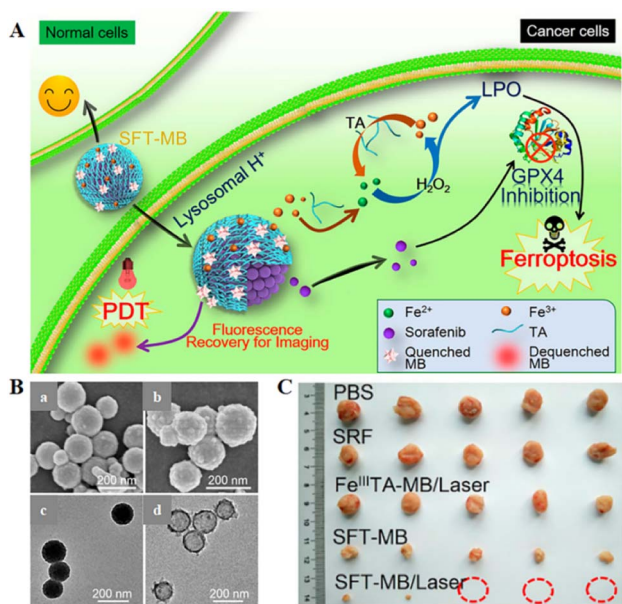 A
Normal cells
Cancer cells
SFT-MB
Lysosomal H⁺
TA
LPO
H₂O₂
GPX4
Inhibition
Ferroptosis
PDT
Fluorescence
Recovery for Imaging
Fe²⁺
Fe³⁺
Sorafenib
TA
Quenched
MB
Dequenched
MB
B
a
b
200 nm
200 nm
c
d
200 nm
200 nm
C
PBS
SRF
FeᴵᴵᴵTA-MB/Laser
SFT-MB
SFT-MB/Laser